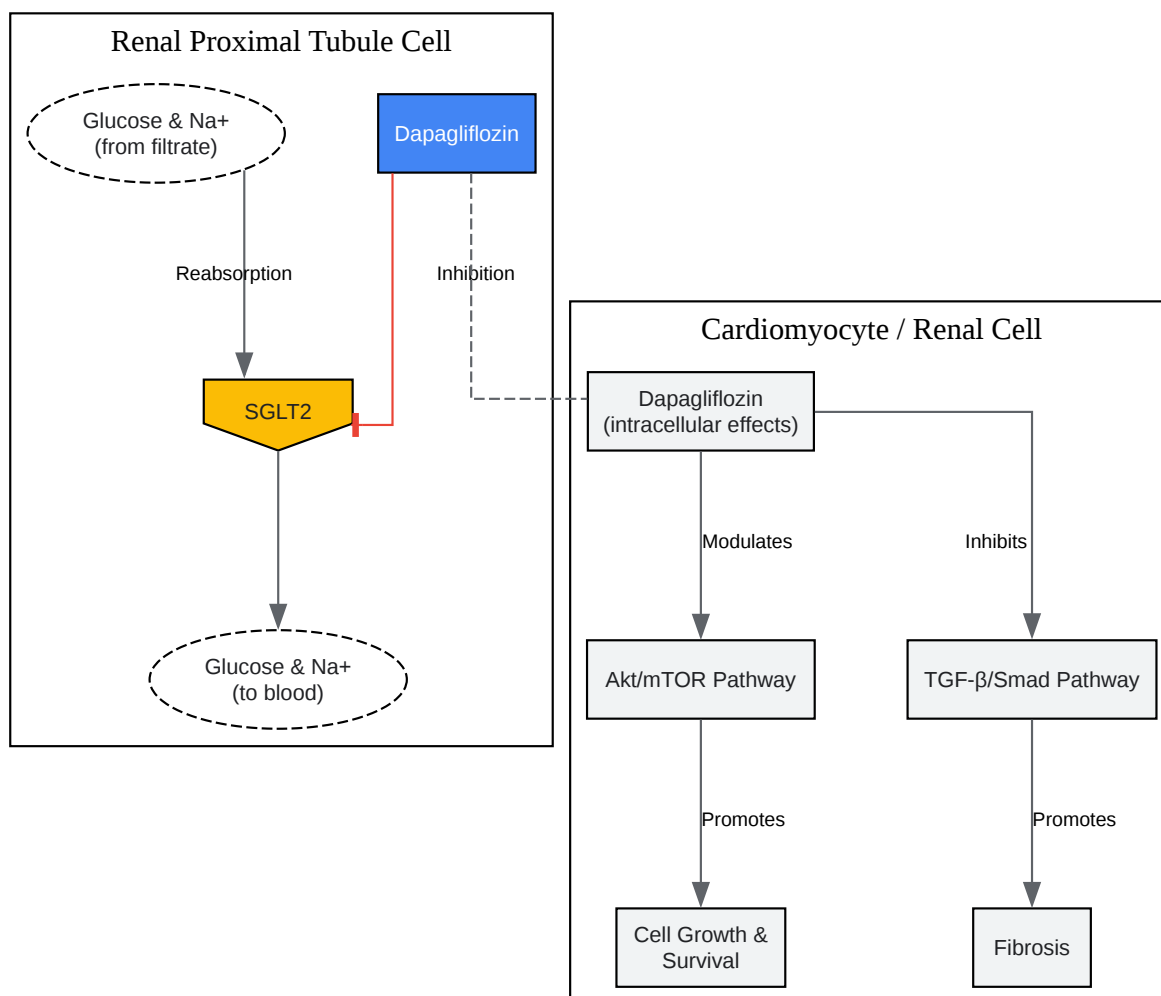 Renal Proximal Tubule Cell
Glucose & Na+
(from filtrate)
Dapagliflozin
Reabsorption
Inhibition
SGLT2
Glucose & Na+
(to blood)
Cardiomyocyte / Renal Cell
Dapagliflozin
(intracellular effects)
Modulates
Inhibits
Akt/mTOR Pathway
TGF-β/Smad Pathway
Promotes
Promotes
Cell Growth &
Survival
Fibrosis